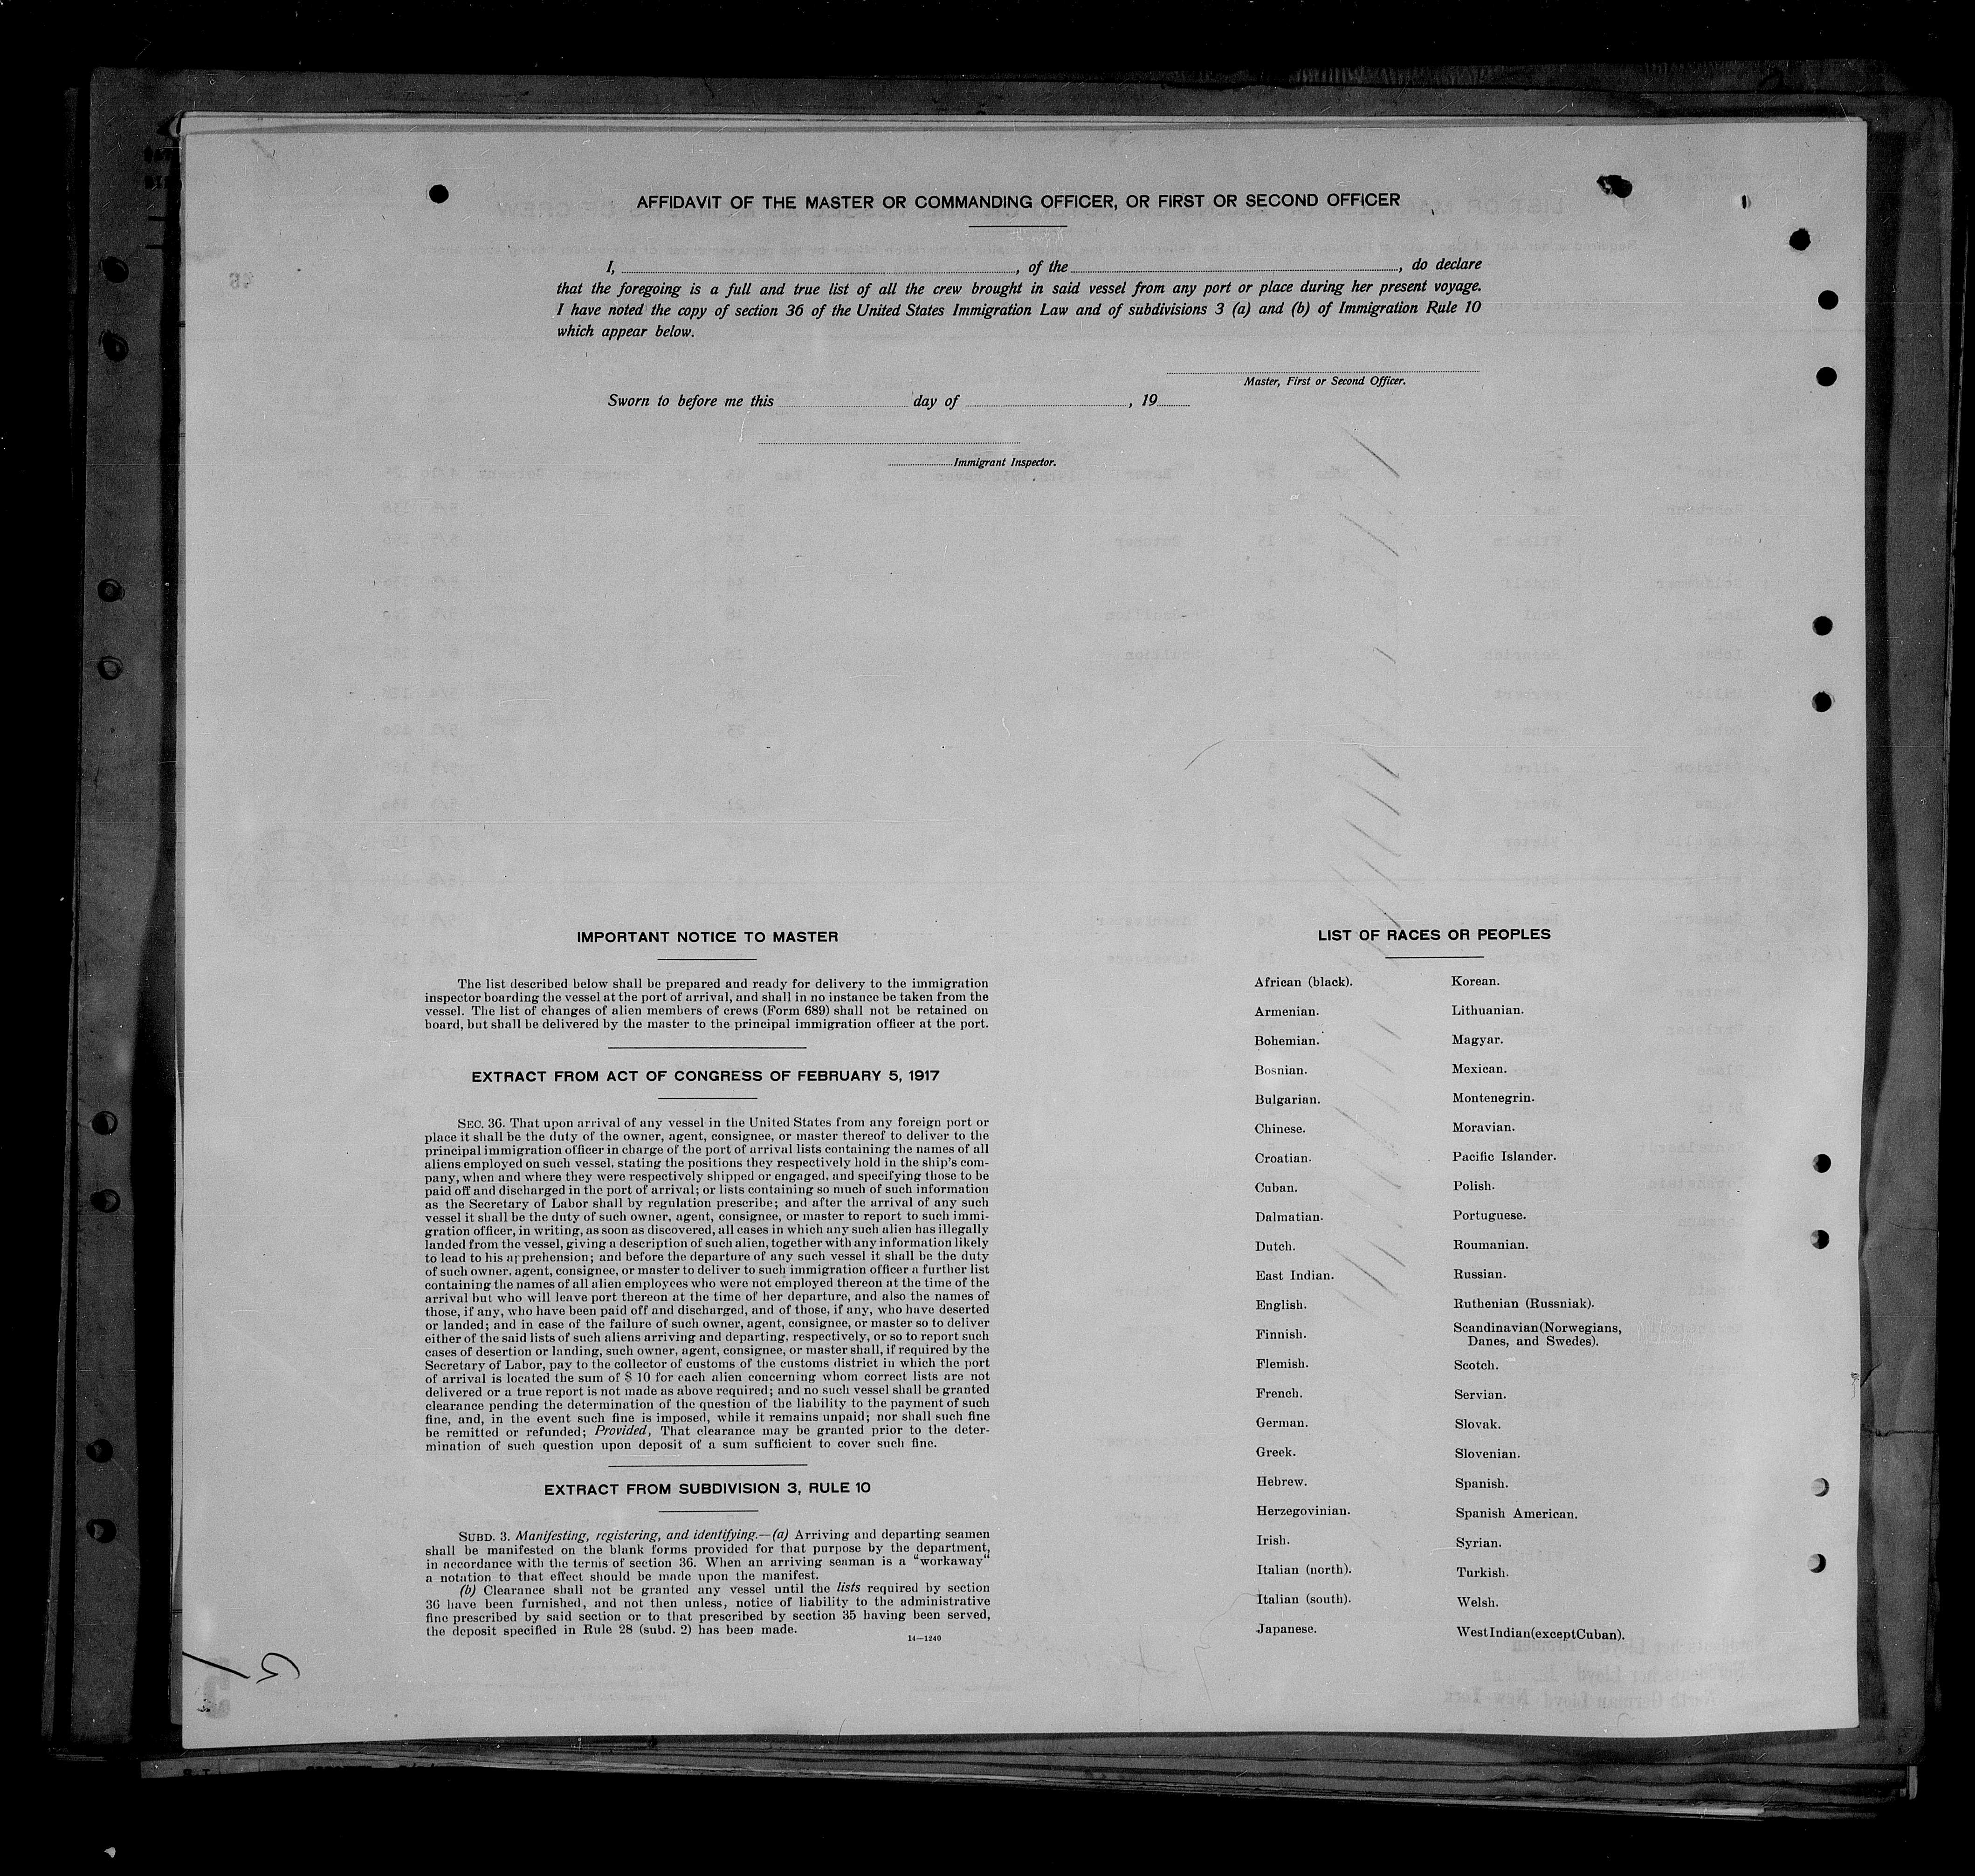 AFFIDAVIT OF THE MASTER OR COMMANDING OFFICER, OR FIRST OR SECOND OFFICER
I, , of the , do declare
that the foregoing is a full and true list of all the crew brought in said vessel from any port or place during her present voyage.
I have noted the copy of section 36 of the United States Immigration Law and of subdivisions 3 (a) and (b) of Immigration Rule 10
which appear below.
Master, First or Second Officer.
Sworn to before me this day of , 19
Immigrant Inspector.
IMPORTANT NOTICE TO MASTER
The list described below shall be prepared and ready for delivery to the immigration
inspector boarding the vessel at the port of arrival, and shall in no instance be taken from the
vessel. The list of changes of alien members of crews (Form 689) shall not be retained on
board, but shall be delivered by the master to the principal immigration officer at the port.
EXTRACT FROM ACT OF CONGRESS OF FEBRUARY 5, 1917
SEC. 36. That upon arrival of any vessel in the United States from any foreign port or
place it shall be the duty of the owner, agent, consignee, or master thereof to deliver to the
principal immigration officer in charge of the port of arrival lists containing the names of all
aliens employed on such vessel, stating the positions they respectively hold in the ship's com-
pany, when and where they were respectively shipped or engaged, and specifying those to be
paid off and discharged in the port of arrival; or lists containing so much of such information
as the Secretary of Labor shall by regulation prescribe; and after the arrival of any such
vessel it shall be the duty of such owner, agent, consignee, or master to report to such immi-
gration officer, in writing, as soon as discovered, all cases in which any such alien has illegally
landed from the vessel, giving a description of such alien, together with any information likely
to lead to his apprehension; and before the departure of any such vessel it shall be the duty
of such owner. agent, consignee, or master to deliver to such immigration officer a further list
containing the names of all alien employees who were not employed thereon at the time of the
arrival but who will leave port thereon at the time of her departure, and also the names of
those, if any, who have been paid off and discharged, and of those, if any, who have deserted
or landed; and in case of the failure of such owner, agent, consignee, or master so to deliver
either of the said lists of such aliens arriving and departing, respectively, or so to report such
cases of desertion or landing, such owner, agent, consignee, or master shall, if required by the
Secretary of Labor, pay to the collector of customs of the customs district in which the port
of arrival is located the sum of $ 10 for each alien concerning whom correct lists are not
delivered or a true report is not made as above required; and no such vessel shall be granted
clearance pending the determination of the question of the liability to the payment of such
fine, and, in the event such fine is imposed, while it remains unpaid; nor shall such fine
be remitted or refunded; Provided, That clearance may be granted prior to the deter-
mination of such question upon deposit of a sum sufficient to cover such fine.
EXTRACT FROM SUBDIVISION 3, RULE 10
SUBD. 3. Manifesting, registering, and identifying.—(a) Arriving and departing seamen
shall be manifested on the blank forms provided for that purpose by the department,
in accordance with the terms of section 36. When an arriving seaman is a “workaway“
a notation to that effect should be made upon the manifest.
(b) Clearance shall not be granted any vessel until the lists required by section
36 have been furnished, and not then unless, notice of liability to the administrative
fine prescribed by said section or to that prescribed by section 35 having been served,
the deposit specified in Rule 28 (subd. 2) has been made.
14—1240
LIST OF RACES OR PEOPLES
African (black).
Armenian.
Bohemian.
Bosnian.
Bulgarian.
Chinese.
Croatian.
Cuban.
Dalmatian.
Dutch.
East Indian.
English.
Finnish.
Flemish.
French.
German.
Greek.
Hebrew.
Herzegovinian.
Irish.
Italian (north).
Italian (south).
Japanese.
Korean.
Lithuanian.
Magyar.
Mexican.
Montenegrin.
Moravian.
Pacific Islander.
Polish.
Portuguese.
Roumanian.
Russian.
Ruthenian (Russniak).
Scandinavian(Norwegians,
Danes, and Swedes).
Scotch.
Servian.
Slovak.
Slovenian.
Spanish.
Spanish American.
Syrian.
Turkish.
Welsh.
West Indian (except Cuban).